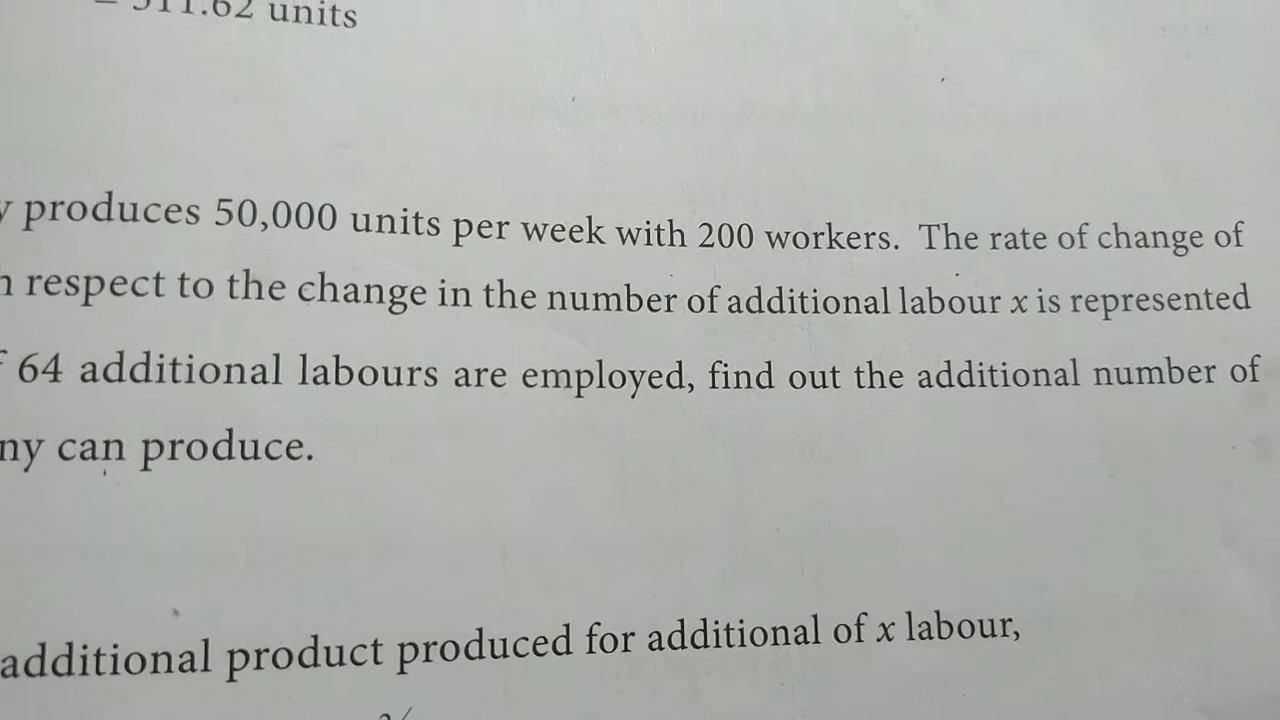 units
produces 50,000 units per week with 200 workers. The rate of change of
respect to the change in the number of additional labour x is represented
64 additional labours are employed, find out the additional number of
ny can produce.
additional product produced for additional of x labour,